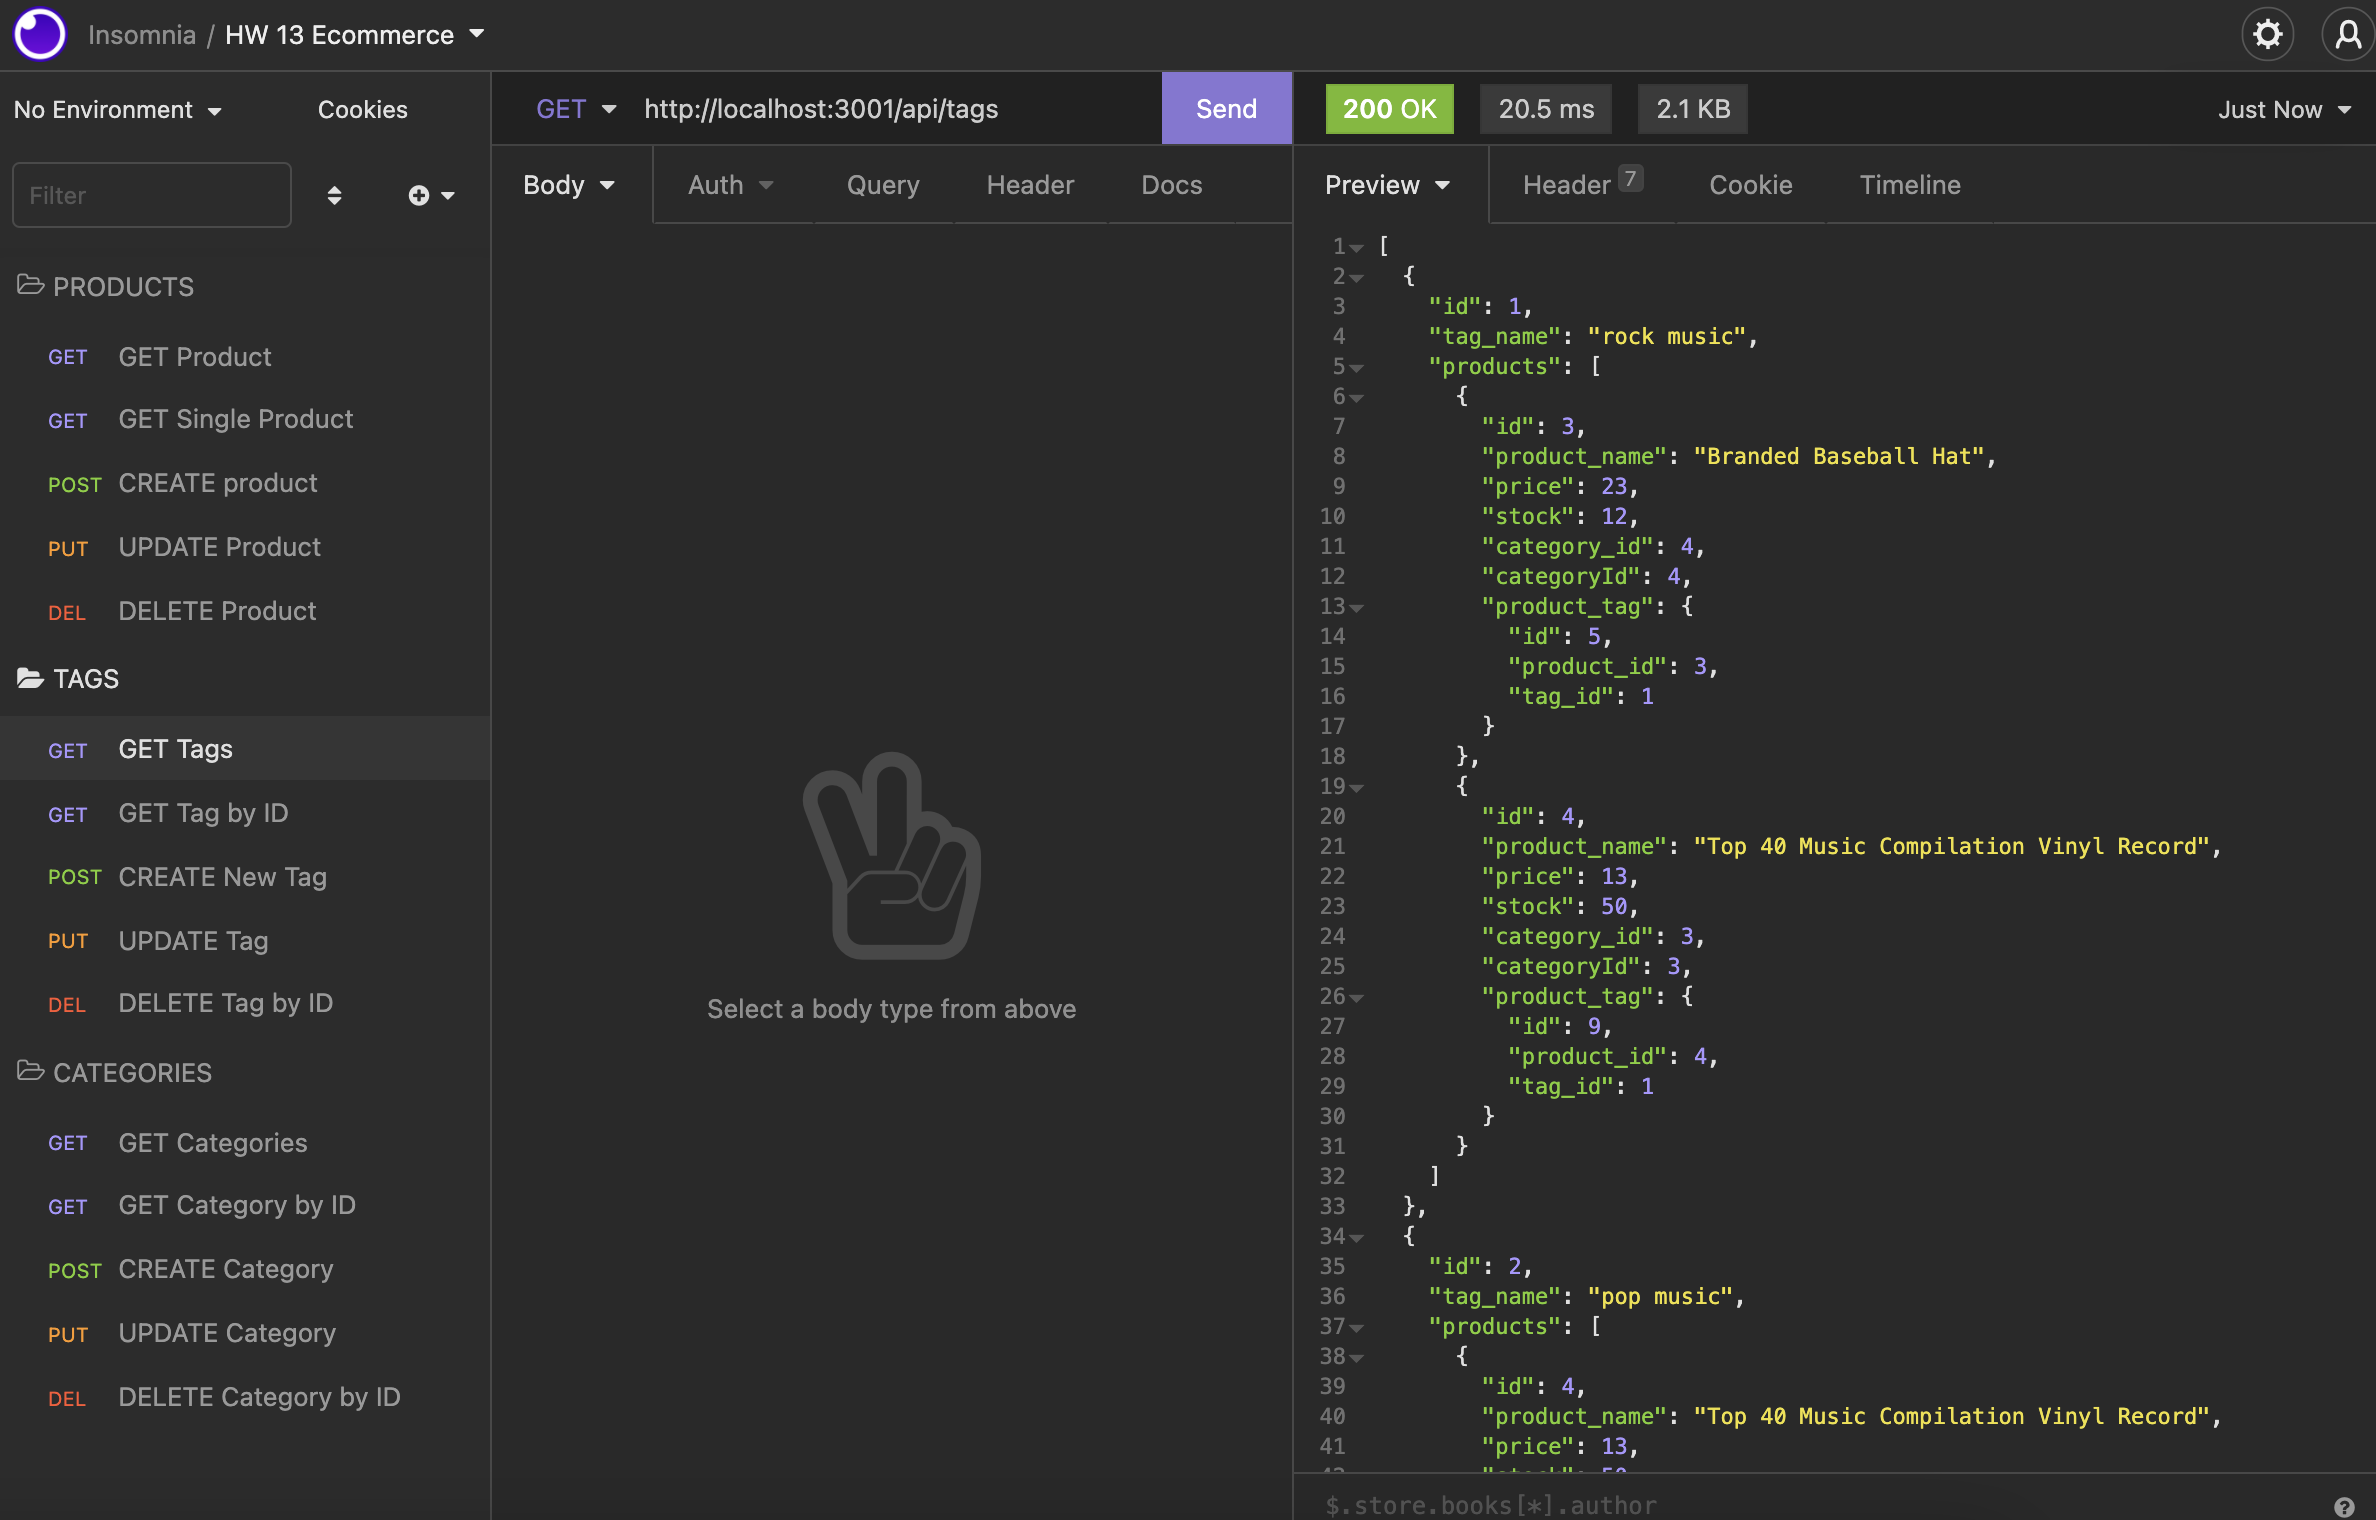 Insomnia / HW 13 Ecommerce
No Environment
Cookies
Filter
PRODUCTS
GET GET Product
GET GET Single Product
POST CREATE product
PUT UPDATE Product
DEL DELETE Product
TAGS
GET GET Tags
GET GET Tag by ID
POST CREATE New Tag
PUT UPDATE Tag
DEL DELETE Tag by ID
CATEGORIES
GET GET Categories
GET GET Category by ID
POST CREATE Category
PUT UPDATE Category
DEL DELETE Category by ID
GET http://localhost:3001/api/tags Send
Body Auth Query Header Docs
Select a body type from above
200 OK 20.5 ms 2.1 KB Just Now
Preview Header 7 Cookie Timeline
1 [
2 {
3 "id": 1,
4 "tag_name": "rock music",
5 "products": [
6 {
7 "id": 3,
8 "product_name": "Branded Baseball Hat",
9 "price": 23,
10 "stock": 12,
11 "category_id": 4,
12 "categoryId": 4,
13 "product_tag": {
14 "id": 5,
15 "product_id": 3,
16 "tag_id": 1
17 }
18 },
19 {
20 "id": 4,
21 "product_name": "Top 40 Music Compilation Vinyl Record",
22 "price": 13,
23 "stock": 50,
24 "category_id": 3,
25 "categoryId": 3,
26 "product_tag": {
27 "id": 9,
28 "product_id": 4,
29 "tag_id": 1
30 }
31 }
32 ]
33 },
34 {
35 "id": 2,
36 "tag_name": "pop music",
37 "products": [
38 {
39 "id": 4,
40 "product_name": "Top 40 Music Compilation Vinyl Record",
41 "price": 13,
$.store.books[*].author